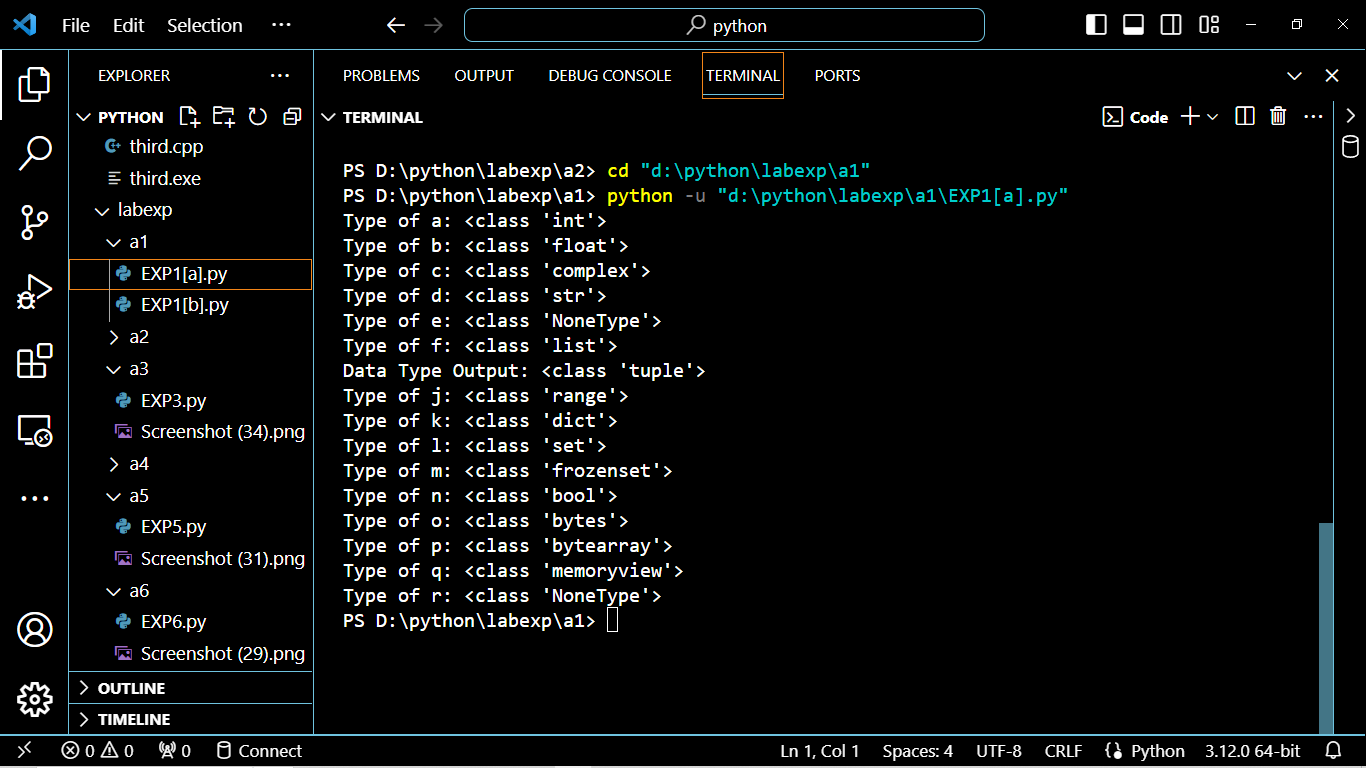 File Edit Selection ···
python
EXPLORER ···
PYTHON
third.cpp
third.exe
labexp
a1
EXP1[a].py
EXP1[b].py
a2
a3
EXP3.py
Screenshot (34).png
a4
a5
EXP5.py
Screenshot (31).png
a6
EXP6.py
Screenshot (29).png
OUTLINE
TIMELINE
PROBLEMS OUTPUT DEBUG CONSOLE TERMINAL PORTS
TERMINAL
Code
PS D:\python\labexp\a2> cd "d:\python\labexp\a1"
PS D:\python\labexp\a1> python -u "d:\python\labexp\a1\EXP1[a].py"
Type of a: <class 'int'>
Type of b: <class 'float'>
Type of c: <class 'complex'>
Type of d: <class 'str'>
Type of e: <class 'NoneType'>
Type of f: <class 'list'>
Data Type Output: <class 'tuple'>
Type of j: <class 'range'>
Type of k: <class 'dict'>
Type of l: <class 'set'>
Type of m: <class 'frozenset'>
Type of n: <class 'bool'>
Type of o: <class 'bytes'>
Type of p: <class 'bytearray'>
Type of q: <class 'memoryview'>
Type of r: <class 'NoneType'>
PS D:\python\labexp\a1>
0 0 0 Connect Ln 1, Col 1 Spaces: 4 UTF-8 CRLF Python 3.12.0 64-bit